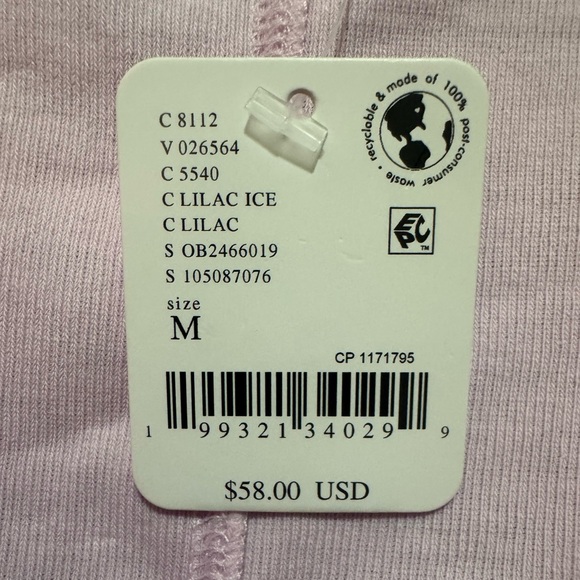 C 8112
V 026564
C 5540
C LILAC ICE
C LILAC
S OB2466019
S 105087076
size
M
recyclable & made of 100% post-consumer waste •
EPC™
CP 1171795
1 99321 34029 9
$58.00 USD